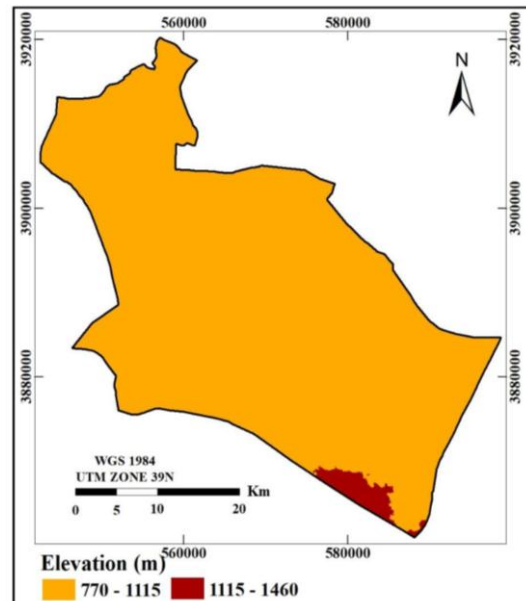 560000 580000
3920000 3920000
N
3900000 3900000
3880000 3880000
WGS 1984
UTM ZONE 39N
Km
0 5 10 20
560000 580000
Elevation (m)
770 - 1115 1115 - 1460